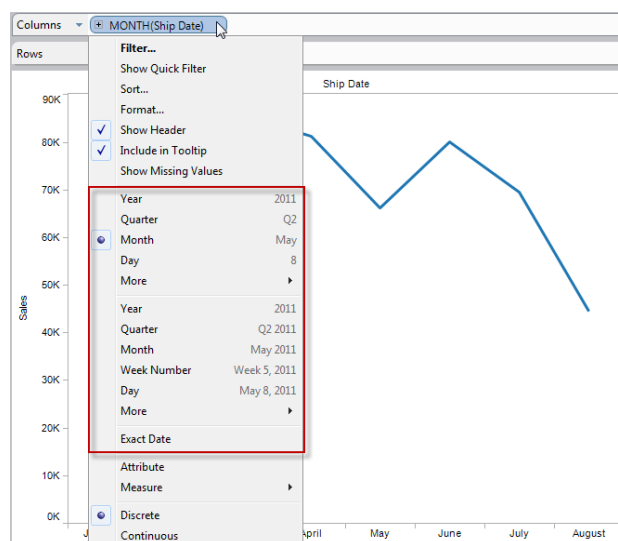 Columns MONTH(Ship Date)
Rows
Filter...
Show Quick Filter
Sort...
Format...
Show Header
Include in Tooltip
Show Missing Values
Year 2011
Quarter Q2
Month May
Day 8
More
Year 2011
Quarter Q2 2011
Month May 2011
Week Number Week 5, 2011
Day May 8, 2011
More
Exact Date
Attribute
Measure
Discrete
Continuous
Ship Date
90K
80K
70K
60K
50K
40K
30K
20K
10K
0K
Sales
May June July August